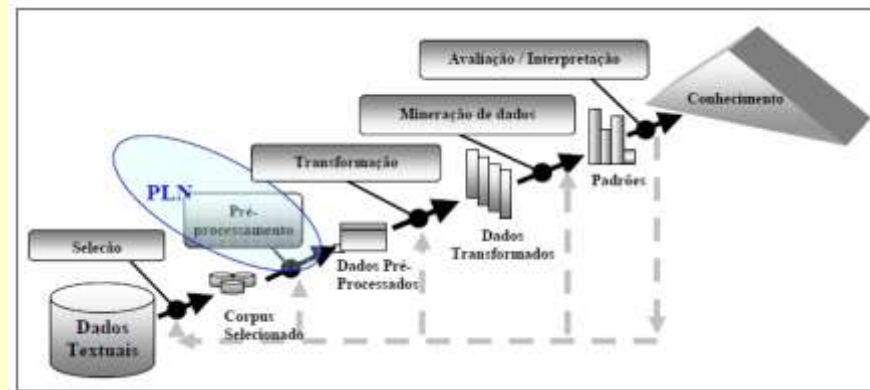 Avaliação / Interpretação
Conhecimento
Mineração de dados
Padrões
Transformação
Dados
Transformados
PLN
Pré-
processamento
Dados Pré-
Processados
Selecão
Corpus
Selecionado
Dados
Textuais